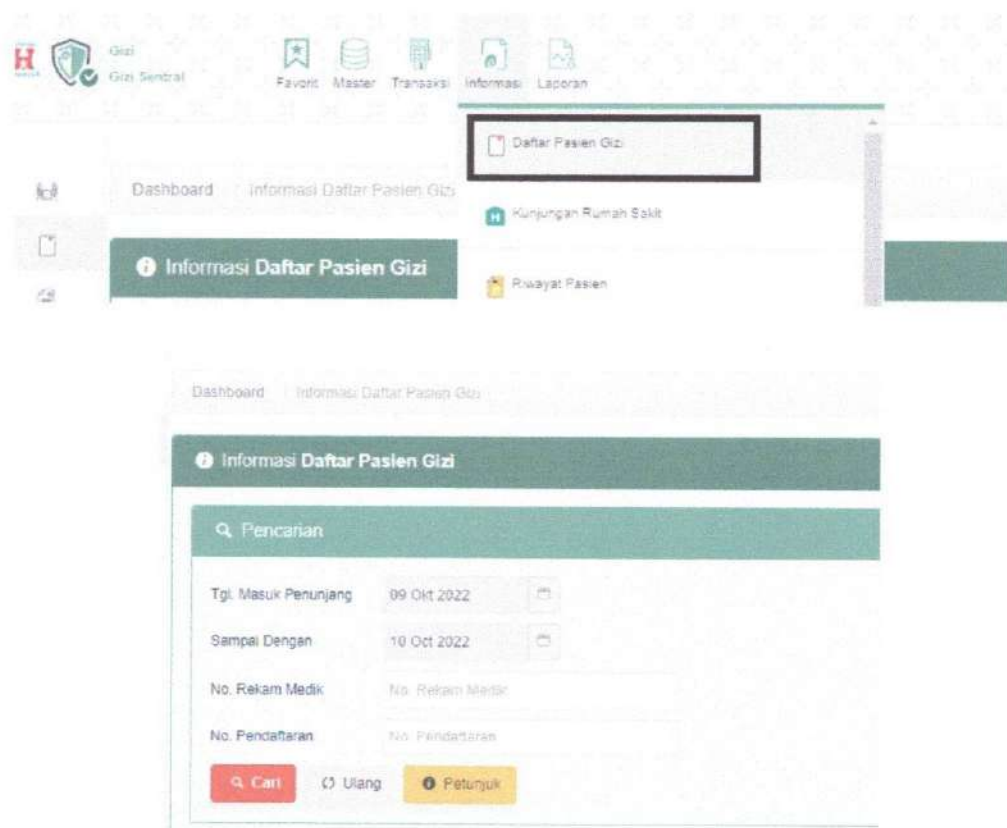 Gizi
Gizi Sentral
Favorit Master Transaksi Informasi Laporan
Daftar Pasien Gizi
Dashboard / Informasi Daftar Pasien Gizi
Kunjungan Rumah Sakit
Informasi Daftar Pasien Gizi
Riwayat Pasien
Dashboard / Informasi Daftar Pasien Gizi
Informasi Daftar Pasien Gizi
Pencarian
Tgl. Masuk Penunjang 09 Okt 2022
Sampai Dengan 10 Oct 2022
No. Rekam Medik No. Rekam Medik
No. Pendaftaran No. Pendaftaran
Cari Ulang Petunjuk